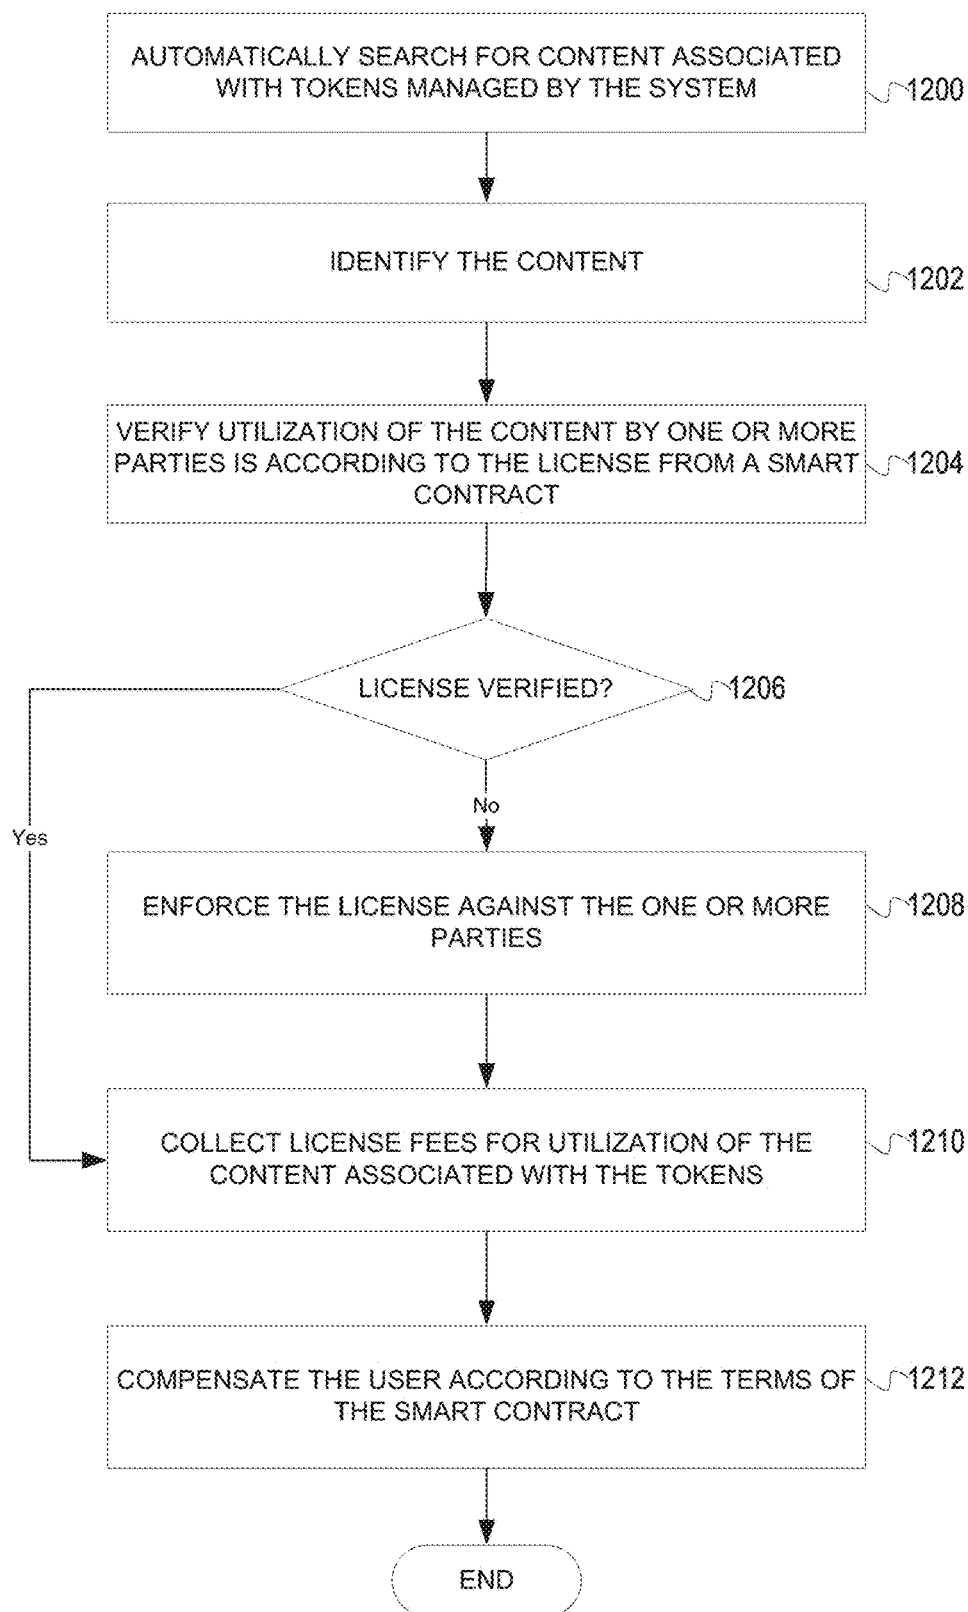 AUTOMATICALLY SEARCH FOR CONTENT ASSOCIATED
WITH TOKENS MANAGED BY THE SYSTEM
1200
IDENTIFY THE CONTENT
1202
VERIFY UTILIZATION OF THE CONTENT BY ONE OR MORE
PARTIES IS ACCORDING TO THE LICENSE FROM A SMART
CONTRACT
1204
LICENSE VERIFIED?
1206
No
Yes
ENFORCE THE LICENSE AGAINST THE ONE OR MORE
PARTIES
1208
COLLECT LICENSE FEES FOR UTILIZATION OF THE
CONTENT ASSOCIATED WITH THE TOKENS
1210
COMPENSATE THE USER ACCORDING TO THE TERMS OF
THE SMART CONTRACT
1212
END